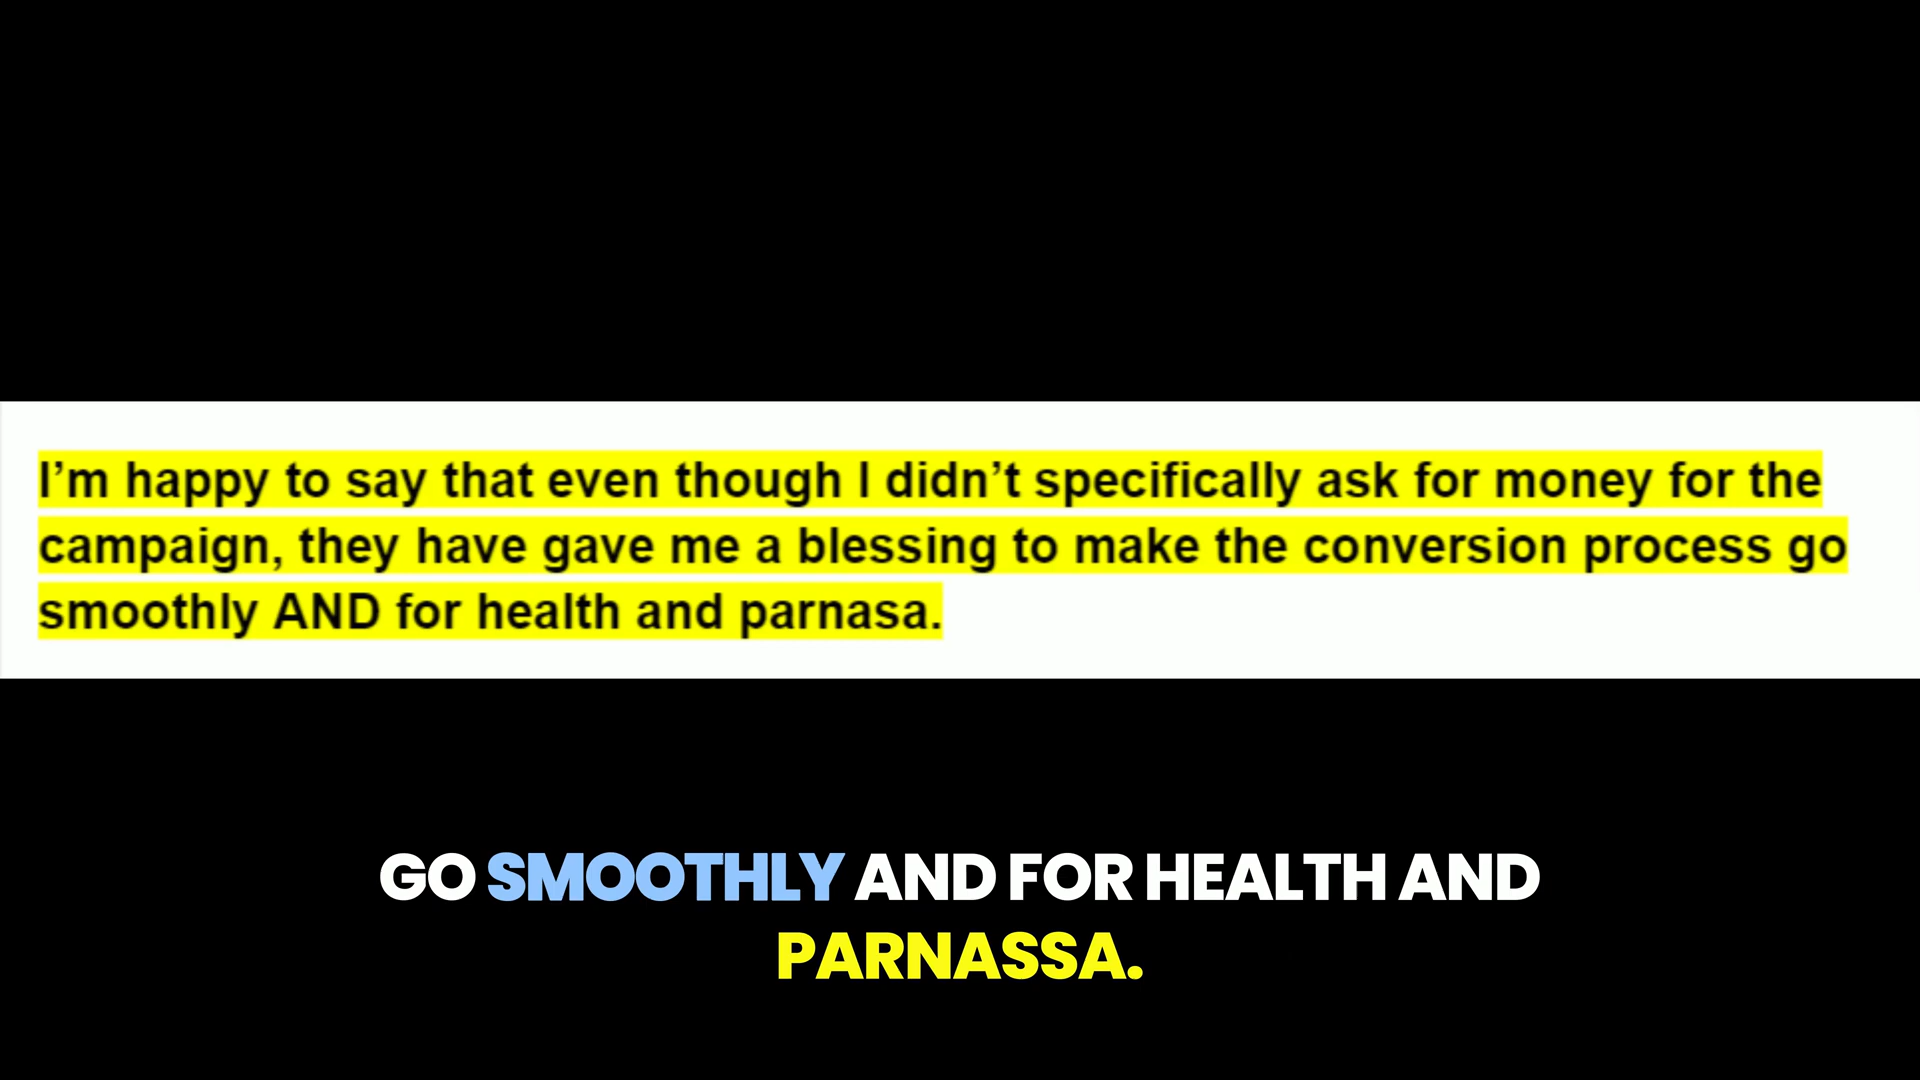 I’m happy to say that even though I didn’t specifically ask for money for the
campaign, they have gave me a blessing to make the conversion process go
smoothly AND for health and parnasa.
GO SMOOTHLY AND FOR HEALTH AND
PARNASSA.